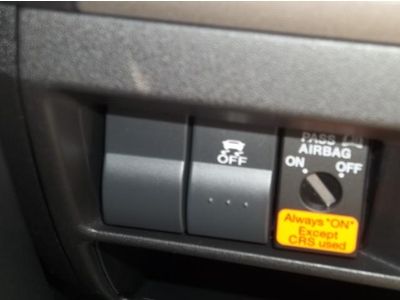 PASS
AIRBAG
ON OFF
OFF
Always "ON"
Except
CRS used